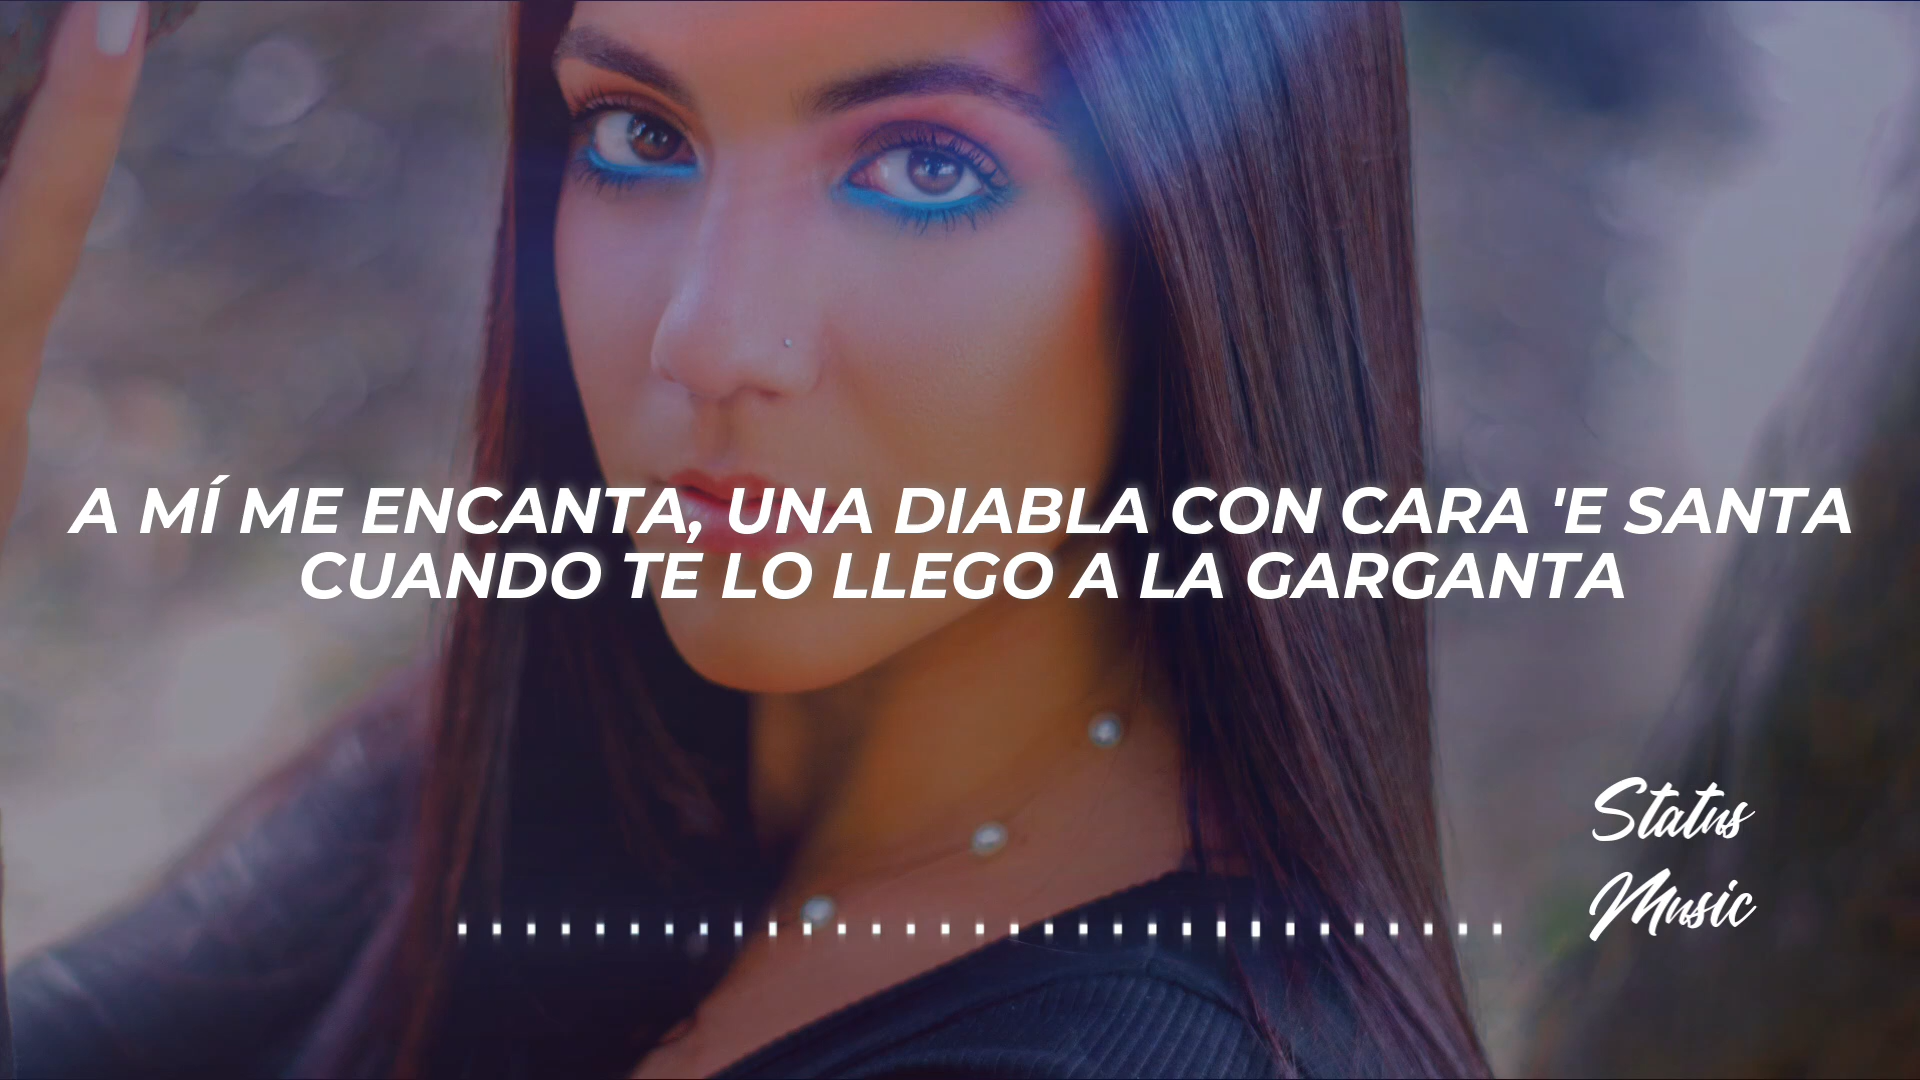 A MÍ ME ENCANTA, UNA DIABLA CON CARA 'E SANTA
CUANDO TE LO LLEGO A LA GARGANTA
Status
Music